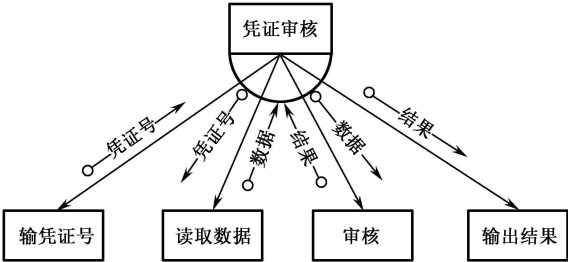 凭证审核
凭证号
凭证号
数据
结果
数据
结果
输凭证号
读取数据
审核
输出结果